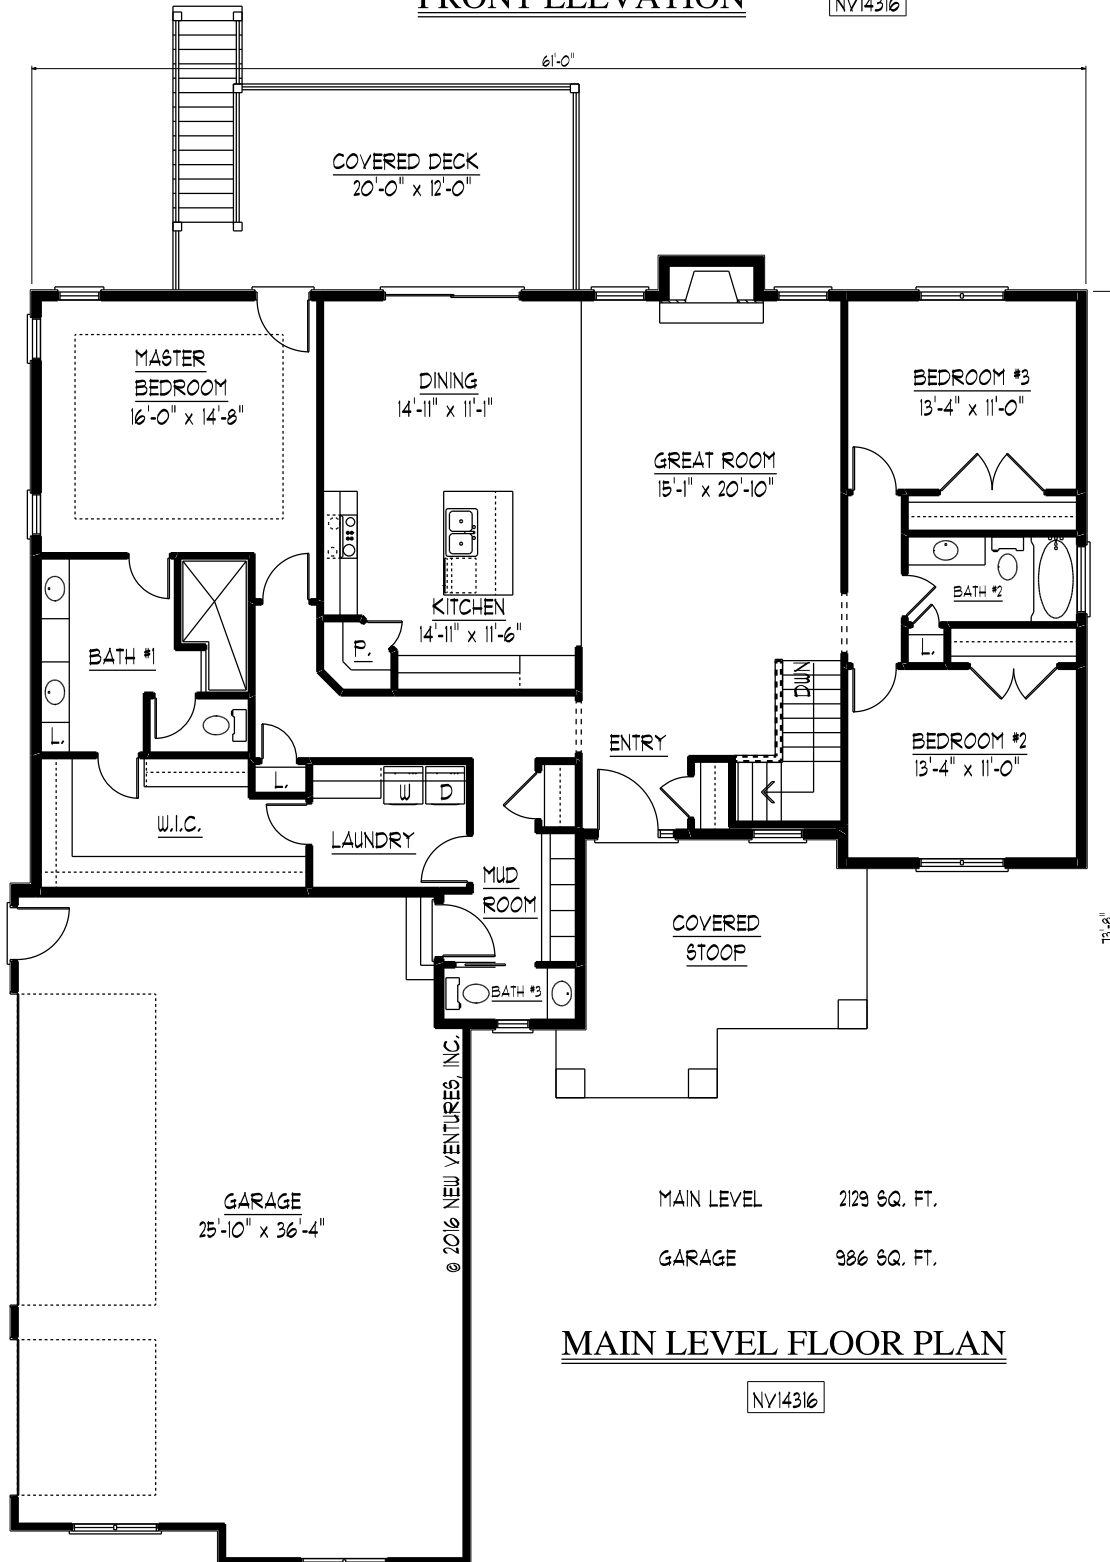 FRONT ELEVATION
NV14316
61'-0"
COVERED DECK
20'-0" x 12'-0"
MASTER
BEDROOM
16'-0" x 14'-8"
DINING
14'-11" x 11'-1"
BEDROOM #3
13'-4" x 11'-0"
GREAT ROOM
15'-1" x 20'-10"
KITCHEN
14'-11" x 11'-6"
BATH #2
P.
L.
BATH #1
DWN
L.
ENTRY
BEDROOM #2
13'-4" x 11'-0"
L.
W
D
W.I.C.
LAUNDRY
MUD
ROOM
COVERED
STOOP
73'-8"
BATH #3
© 2016 NEW VENTURES, INC.
GARAGE
25'-10" x 36'-4"
MAIN LEVEL 2129 SQ. FT.
GARAGE 986 SQ. FT.
MAIN LEVEL FLOOR PLAN
NV14316